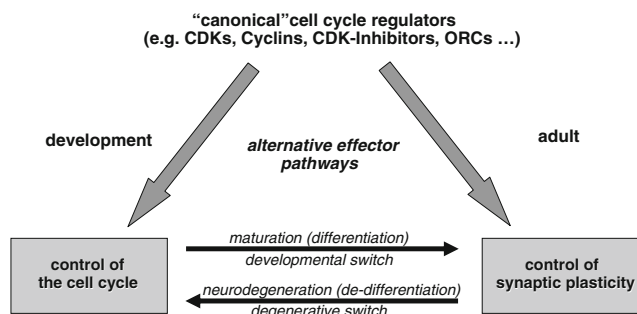 “canonical”cell cycle regulators
(e.g. CDKs, Cyclins, CDK-Inhibitors, ORCs ...)
development
alternative effector
pathways
adult
maturation (differentiation)
developmental switch
control of
the cell cycle
control of
synaptic plasticity
neurodegeneration (de-differentiation)
degenerative switch